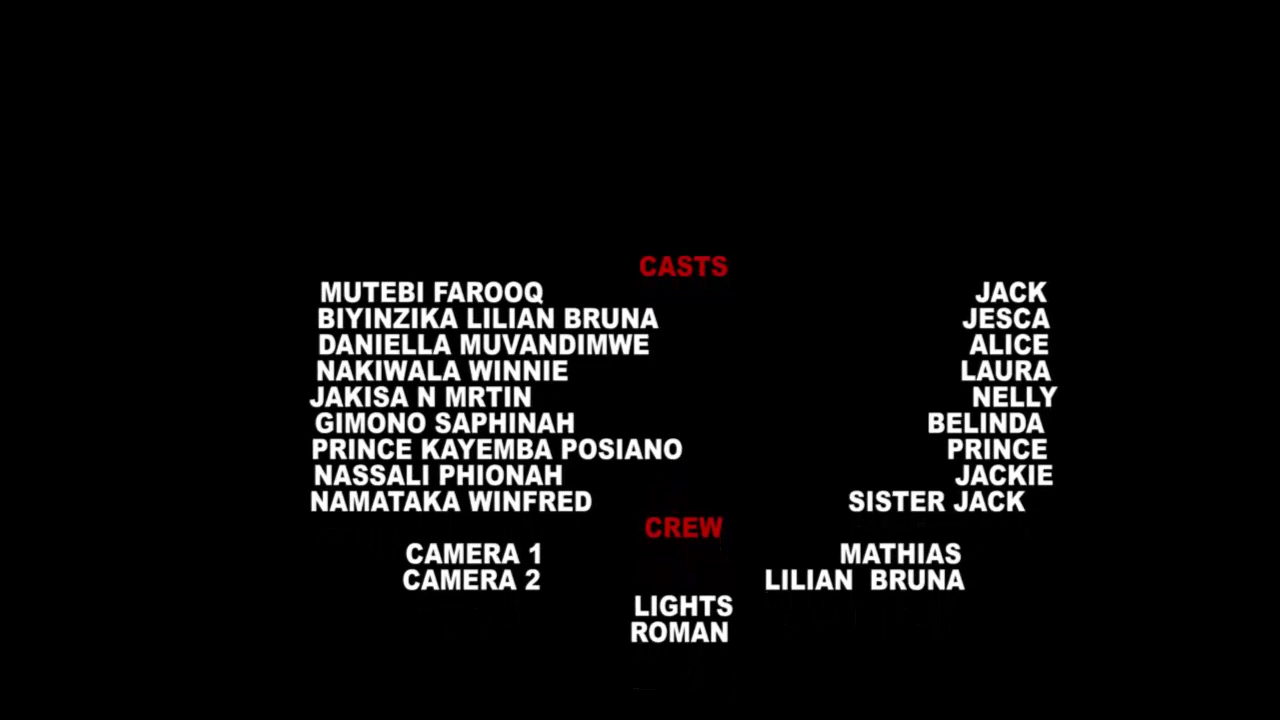 CASTS
MUTEBI FAROOQ JACK
BIYINZIKA LILIAN BRUNA JESCA
DANIELLA MUVANDIMWE ALICE
NAKIWALA WINNIE LAURA
JAKISA N MRTIN NELLY
GIMONO SAPHINAH BELINDA
PRINCE KAYEMBA POSIANO PRINCE
NASSALI PHIONAH JACKIE
NAMATAKA WINFRED SISTER JACK
CREW
CAMERA 1 MATHIAS
CAMERA 2 LILIAN BRUNA
LIGHTS
ROMAN